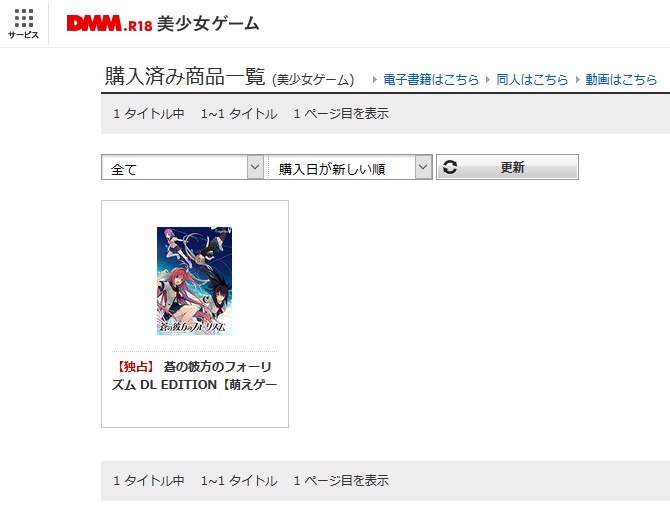 サービス
DMM.R18 美少女ゲーム
購入済み商品一覧 (美少女ゲーム) 電子書籍はこちら 同人はこちら 動画はこちら
1 タイトル中 1~1 タイトル 1 ページ目を表示
全て 購入日が新しい順 更新
蒼の彼方のフォーリズム
【独占】 蒼の彼方のフォーリ
ズム DL EDITION【萌えゲー
1 タイトル中 1~1 タイトル 1 ページ目を表示